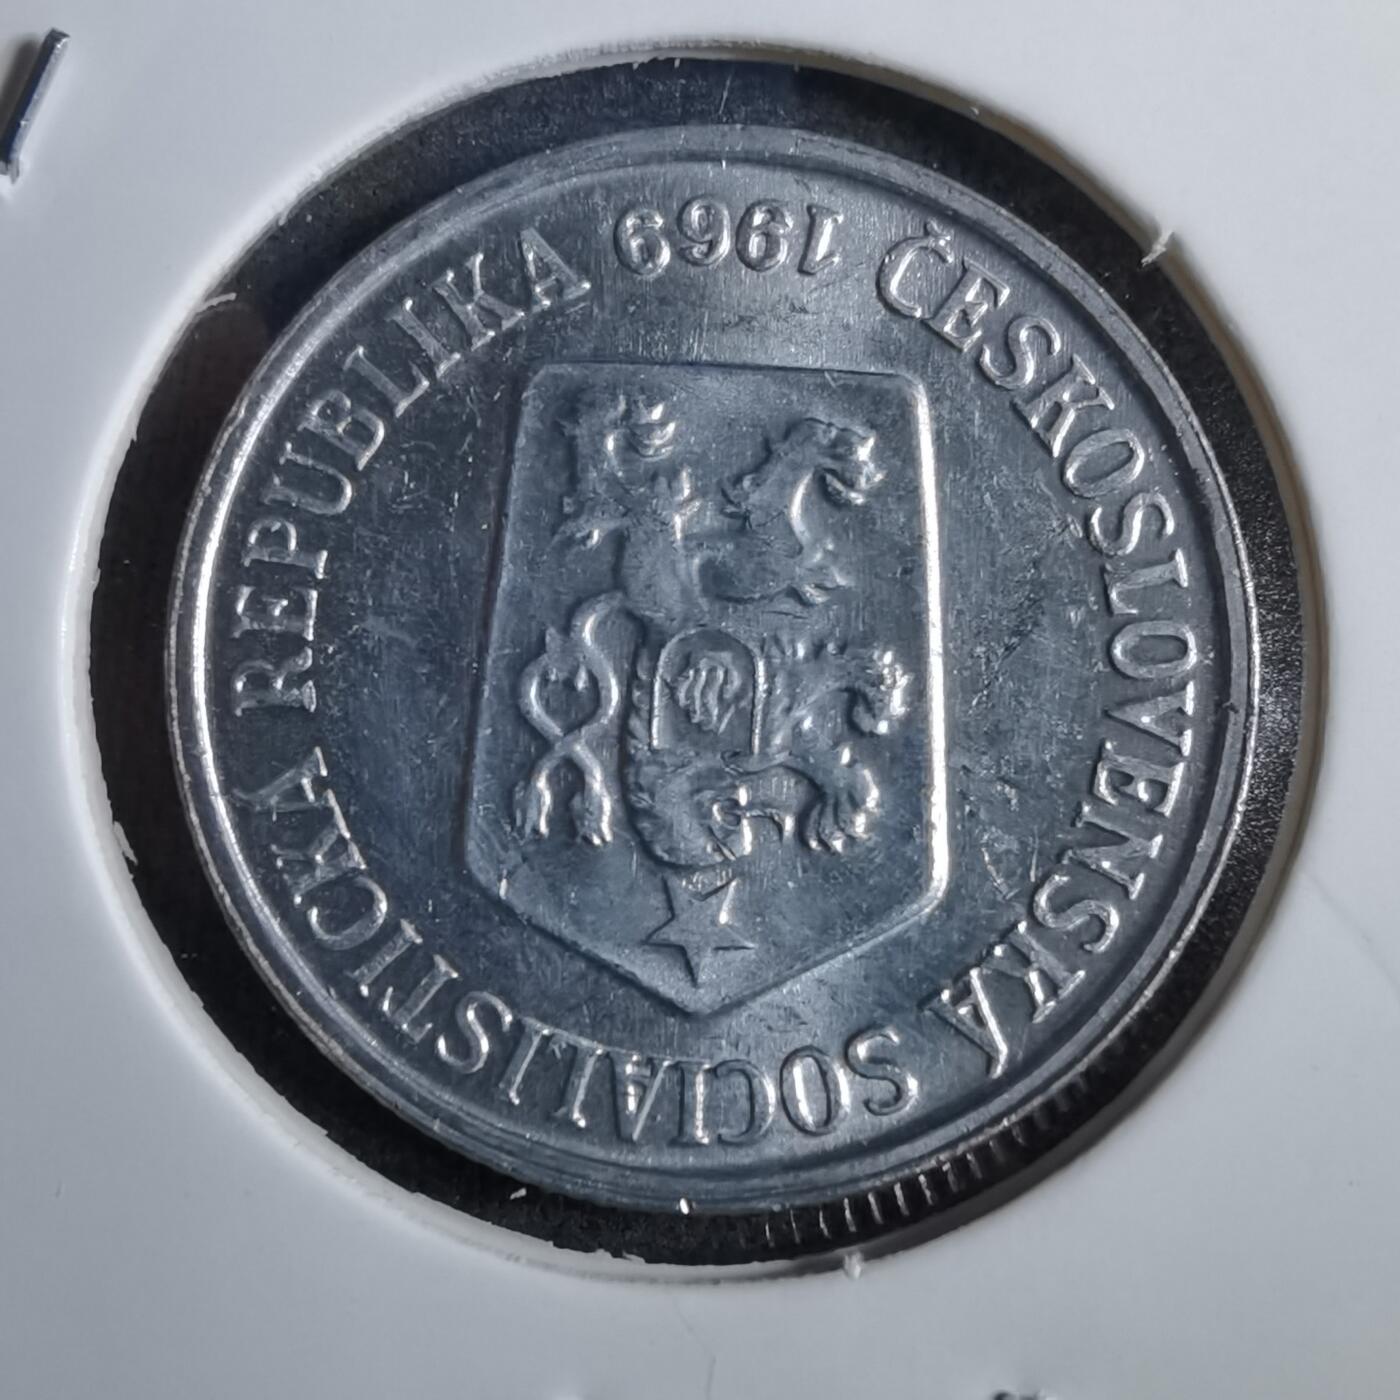 ČESKOSLOVENSKÁ SOCIALISTICKÁ REPUBLIKA
1969